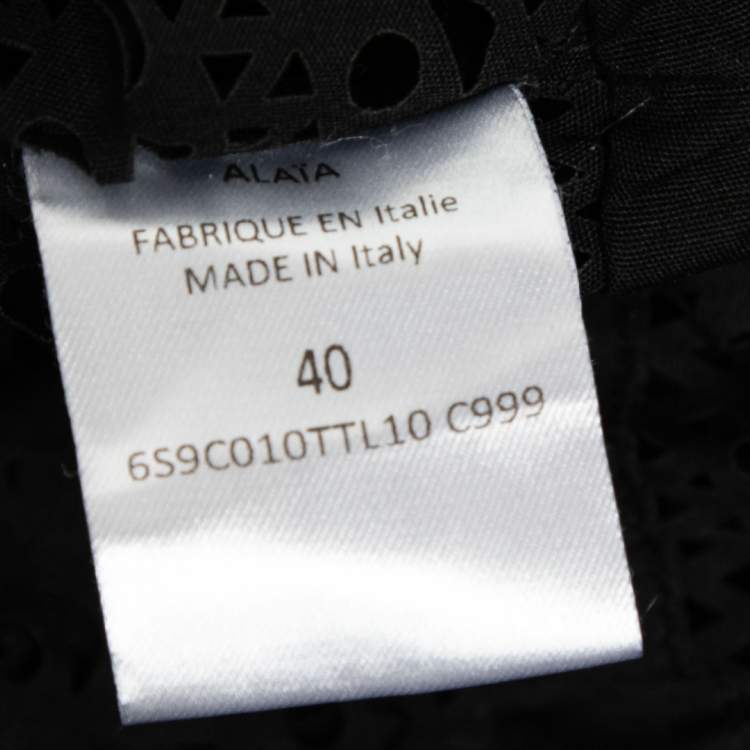 ALAÏA
FABRIQUE EN Italie
MADE IN Italy
40
6S9C010TTL10 C999